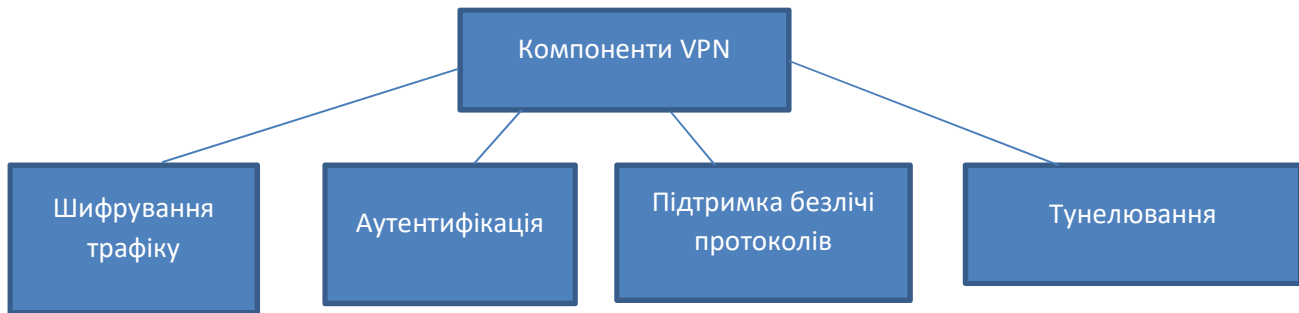 Компоненти VPN
Шифрування
трафіку
Аутентифікація
Підтримка безлічі
протоколів
Тунелювання